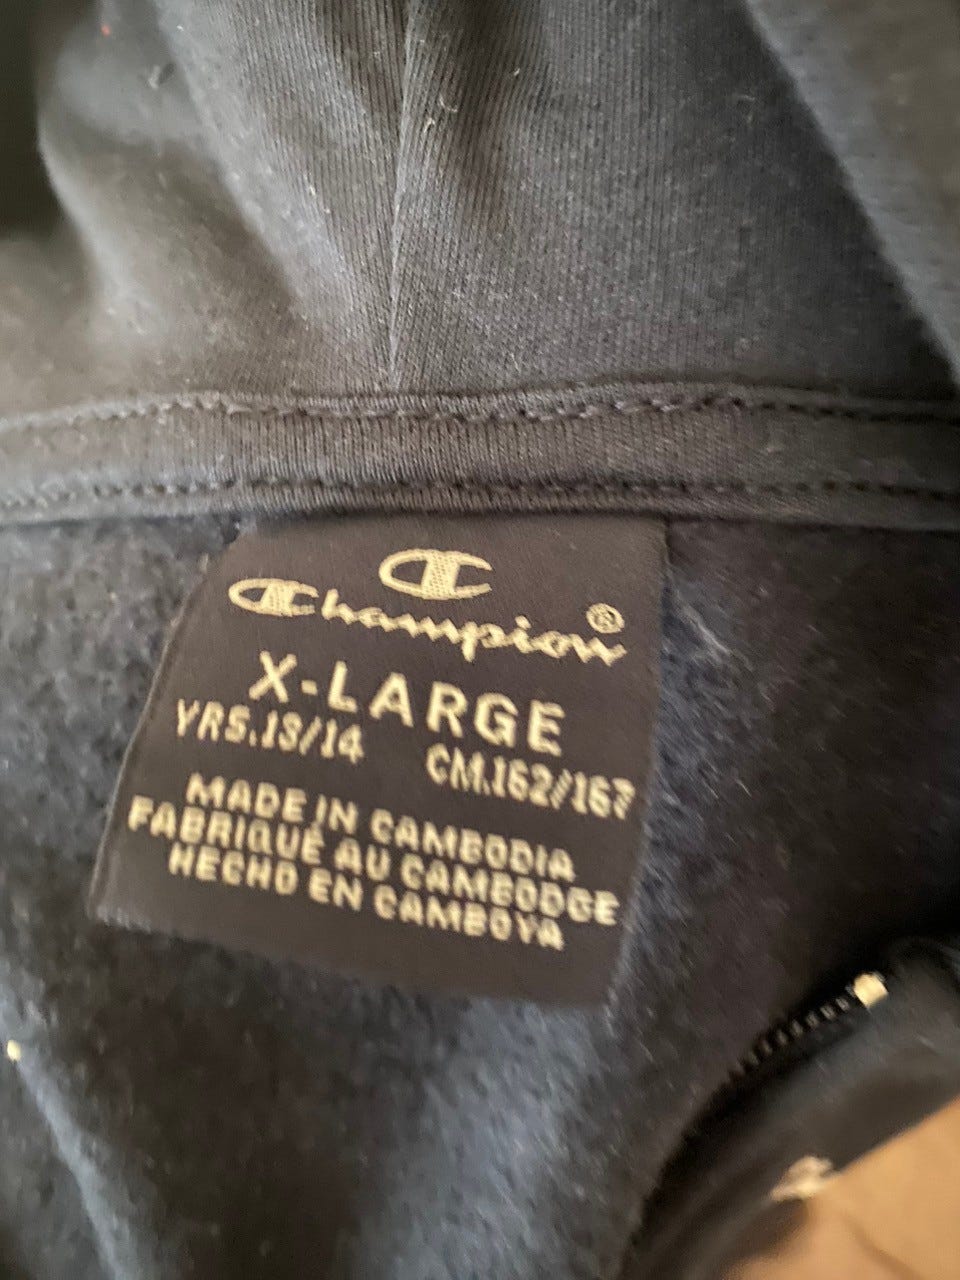 Champion®
X-LARGE
YRS.13/14 CM.162/167
MADE IN CAMBODIA
FABRIQUÉ AU CAMBODGE
HECHO EN CAMBOYA